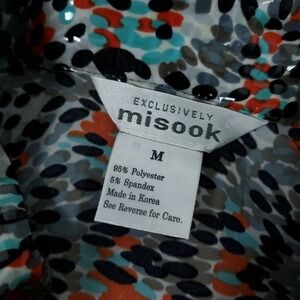 EXCLUSIVELY
misook
M
95% Polyester
5% Spandex
Made in Korea
See Reverse for Care.